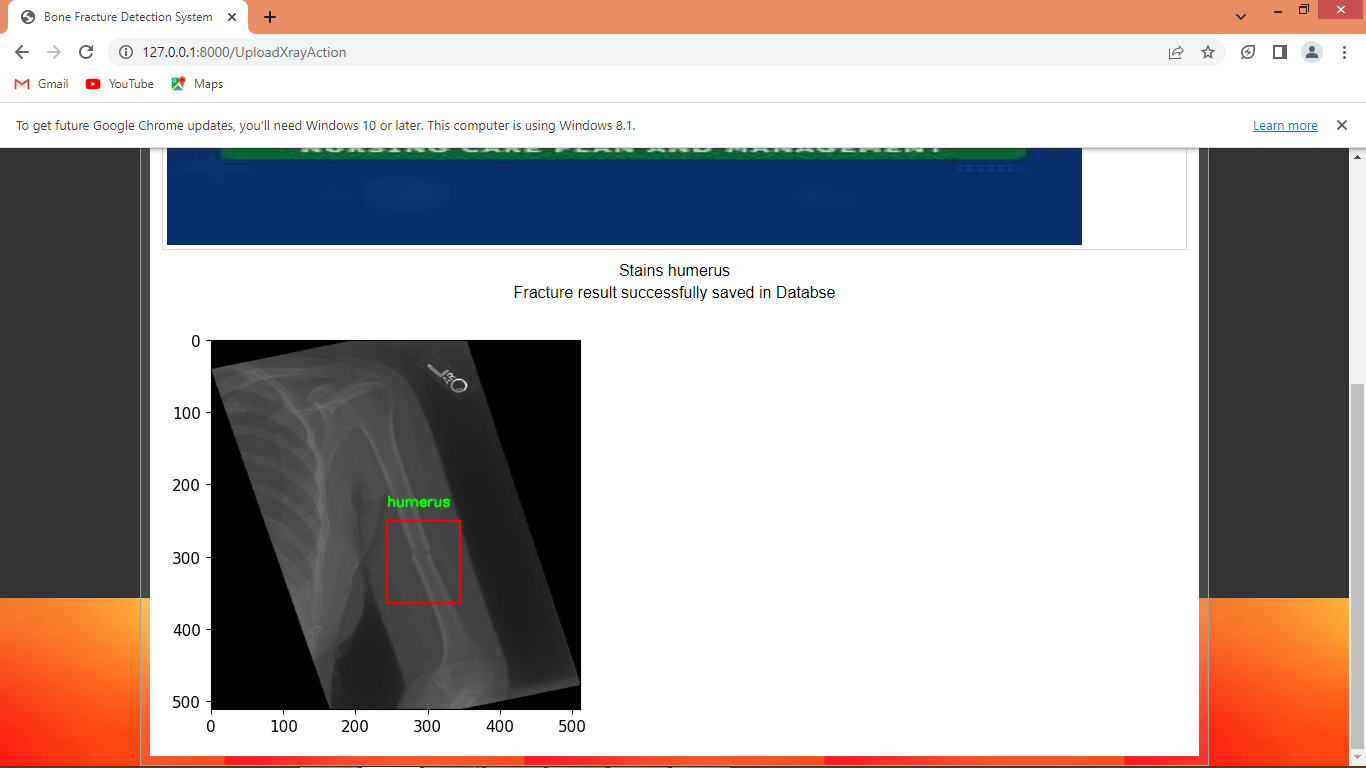 Bone Fracture Detection System
127.0.0.1:8000/UploadXrayAction
Gmail YouTube Maps
To get future Google Chrome updates, you'll need Windows 10 or later. This computer is using Windows 8.1. Learn more
NURSING CARE PLAN AND MANAGEMENT
Stains humerus
Fracture result successfully saved in Databse
0
100
200
humerus
300
400
500
0 100 200 300 400 500